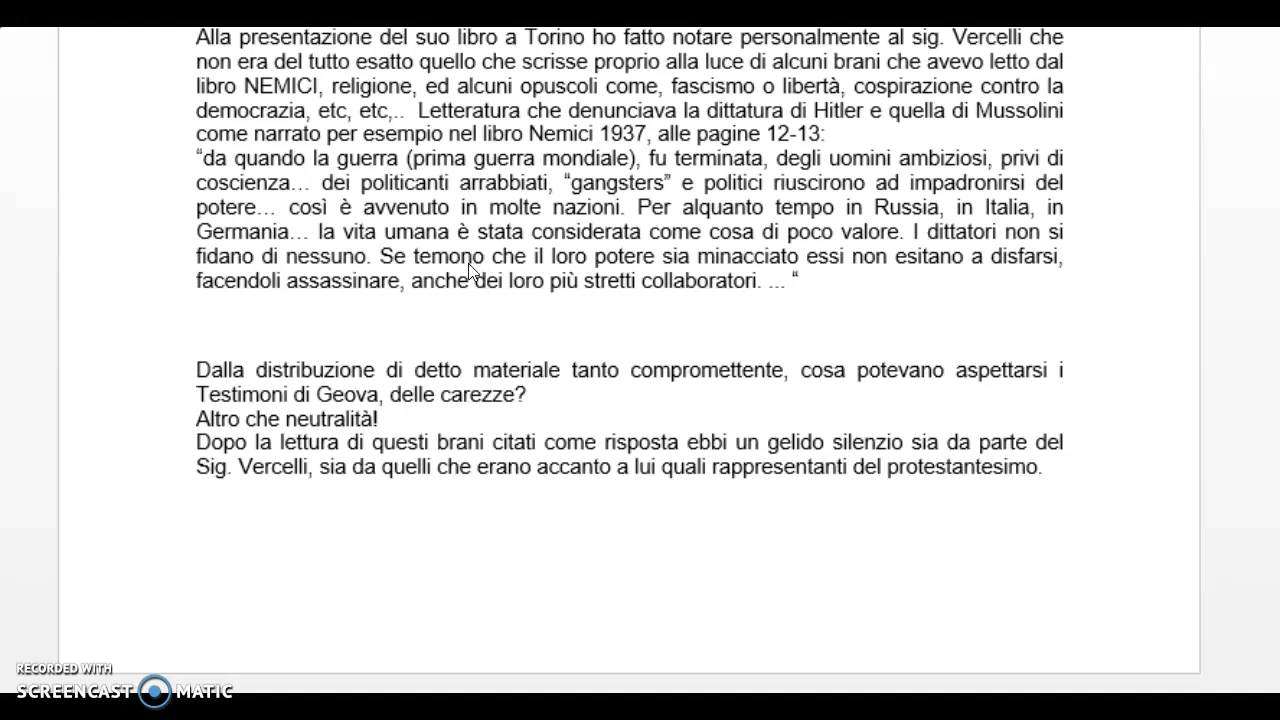 Alla presentazione del suo libro a Torino ho fatto notare personalmente al sig. Vercelli che
non era del tutto esatto quello che scrisse proprio alla luce di alcuni brani che avevo letto dal
libro NEMICI, religione, ed alcuni opuscoli come, fascismo o libertà, cospirazione contro la
democrazia, etc, etc,.. Letteratura che denunciava la dittatura di Hitler e quella di Mussolini
come narrato per esempio nel libro Nemici 1937, alle pagine 12-13:
“da quando la guerra (prima guerra mondiale), fu terminata, degli uomini ambiziosi, privi di
coscienza… dei politicanti arrabbiati, “gangsters” e politici riuscirono ad impadronirsi del
potere… così è avvenuto in molte nazioni. Per alquanto tempo in Russia, in Italia, in
Germania… la vita umana è stata considerata come cosa di poco valore. I dittatori non si
fidano di nessuno. Se temono che il loro potere sia minacciato essi non esitano a disfarsi,
facendoli assassinare, anche dei loro più stretti collaboratori. ... “
Dalla distribuzione di detto materiale tanto compromettente, cosa potevano aspettarsi i
Testimoni di Geova, delle carezze?
Altro che neutralità!
Dopo la lettura di questi brani citati come risposta ebbi un gelido silenzio sia da parte del
Sig. Vercelli, sia da quelli che erano accanto a lui quali rappresentanti del protestantesimo.
RECORDED WITH
SCREENCAST MATIC